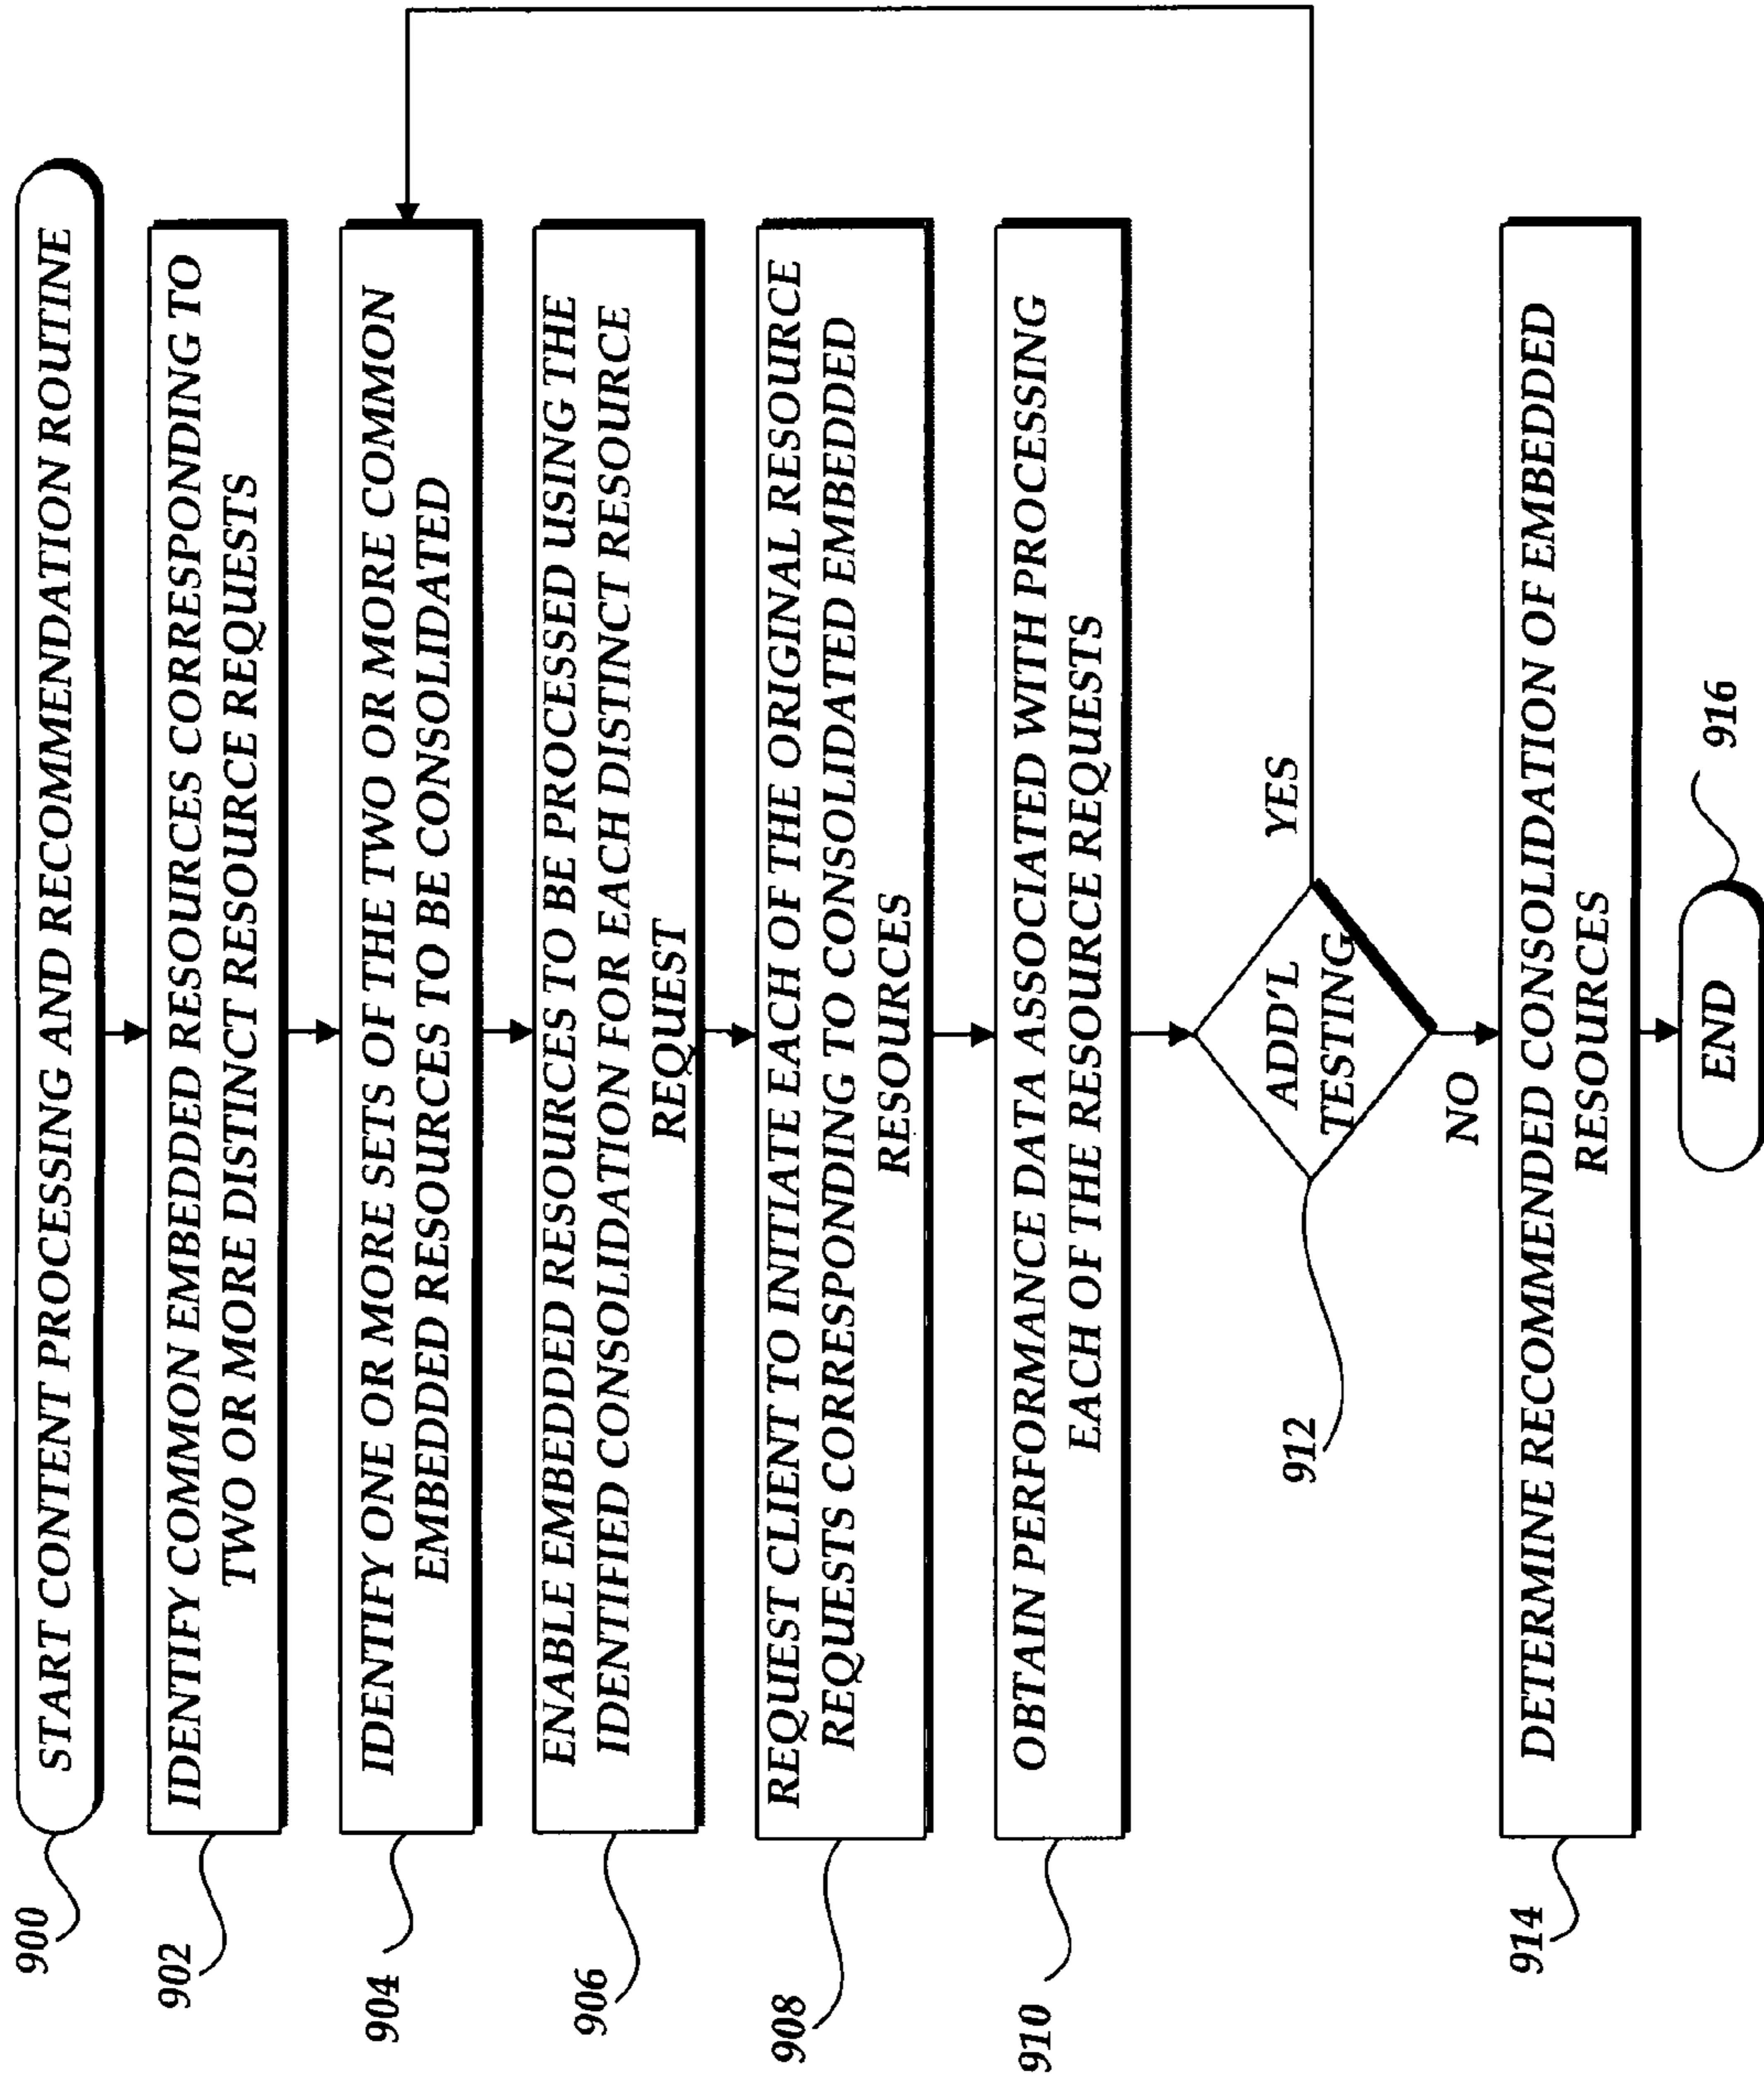 900
START CONTENT PROCESSING AND RECOMMENDATION ROUTINE
902
IDENTIFY COMMON EMBEDDED RESOURCES CORRESPONDING TO
TWO OR MORE DISTINCT RESOURCE REQUESTS
904
IDENTIFY ONE OR MORE SETS OF THE TWO OR MORE COMMON
EMBEDDED RESOURCES TO BE CONSOLIDATED
906
ENABLE EMBEDDED RESOURCES TO BE PROCESSED USING THE
IDENTIFIED CONSOLIDATION FOR EACH DISTINCT RESOURCE
REQUEST
908
REQUEST CLIENT TO INITIATE EACH OF THE ORIGINAL RESOURCE
REQUESTS CORRESPONDING TO CONSOLIDATED EMBEDDED
RESOURCES
910
OBTAIN PERFORMANCE DATA ASSOCIATED WITH PROCESSING
EACH OF THE RESOURCE REQUESTS
912
ADD'L
TESTING
YES
NO
914
DETERMINE RECOMMENDED CONSOLIDATION OF EMBEDDED
RESOURCES
END
916